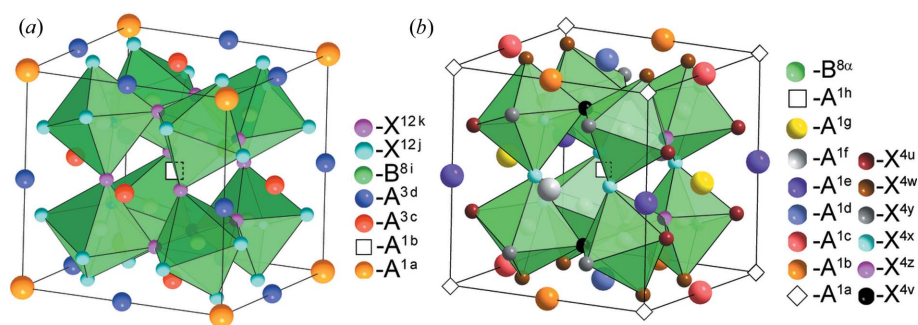 (a)
-X¹²ᵏ
-X¹²ʲ
-B⁸ⁱ
-A³ᵈ
-A³ᶜ
-A¹ᵇ
-A¹ᵃ
(b)
-B⁸ᵅ
-A¹ʰ
-A¹ᵍ
-A¹ᶠ -X⁴ᵘ
-A¹ᵉ -X⁴ʷ
-A¹ᵈ -X⁴ʸ
-A¹ᶜ -X⁴ˣ
-A¹ᵇ -X⁴ᶻ
-A¹ᵃ -X⁴ᵛ